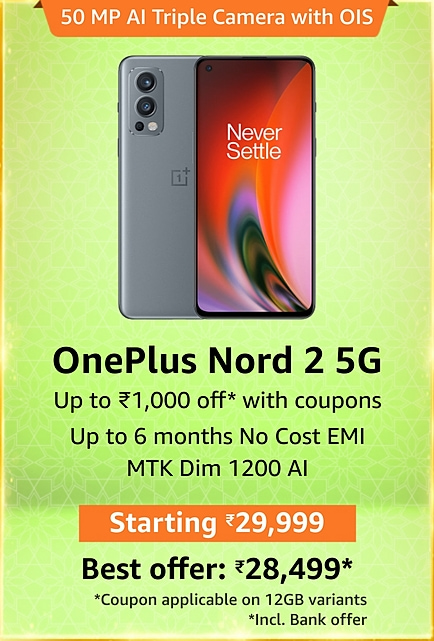 50 MP AI Triple Camera with OIS
Never
Settle
OnePlus Nord 2 5G
Up to ₹1,000 off* with coupons
Up to 6 months No Cost EMI
MTK Dim 1200 AI
Starting ₹29,999
Best offer: ₹28,499*
*Coupon applicable on 12GB variants
*Incl. Bank offer